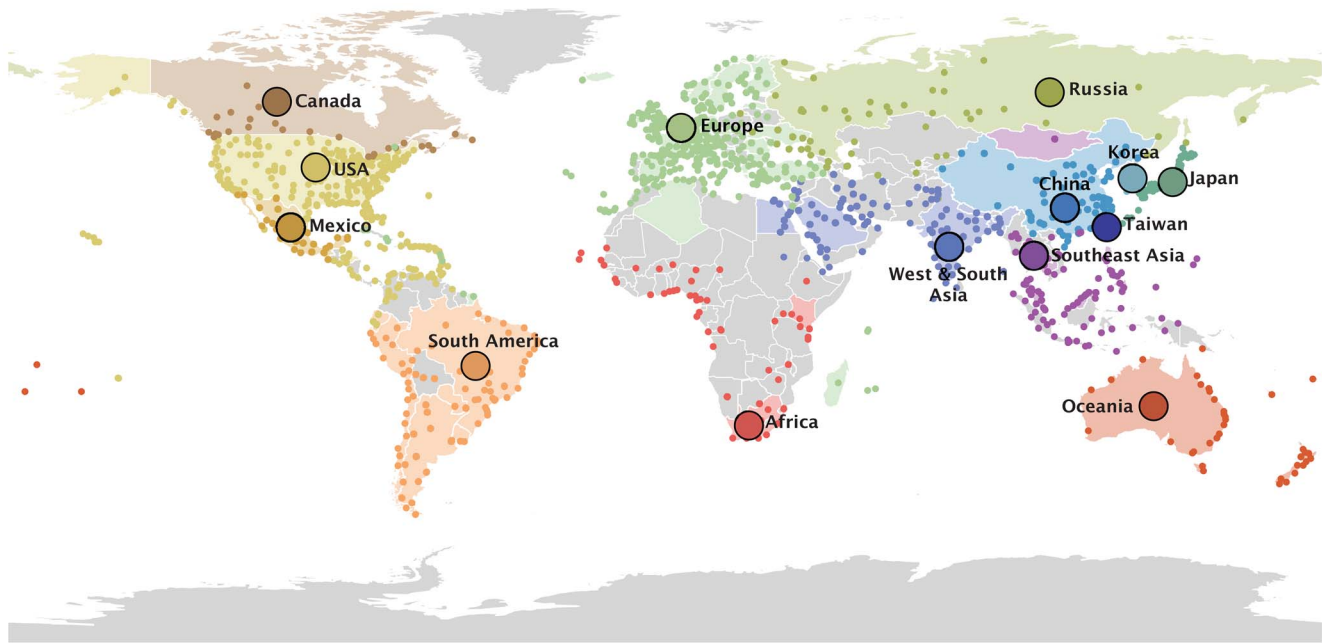 Canada
Russia
Europe
Korea
USA
China
Japan
Mexico
Taiwan
Southeast Asia
West & South
Asia
South America
Oceania
Africa